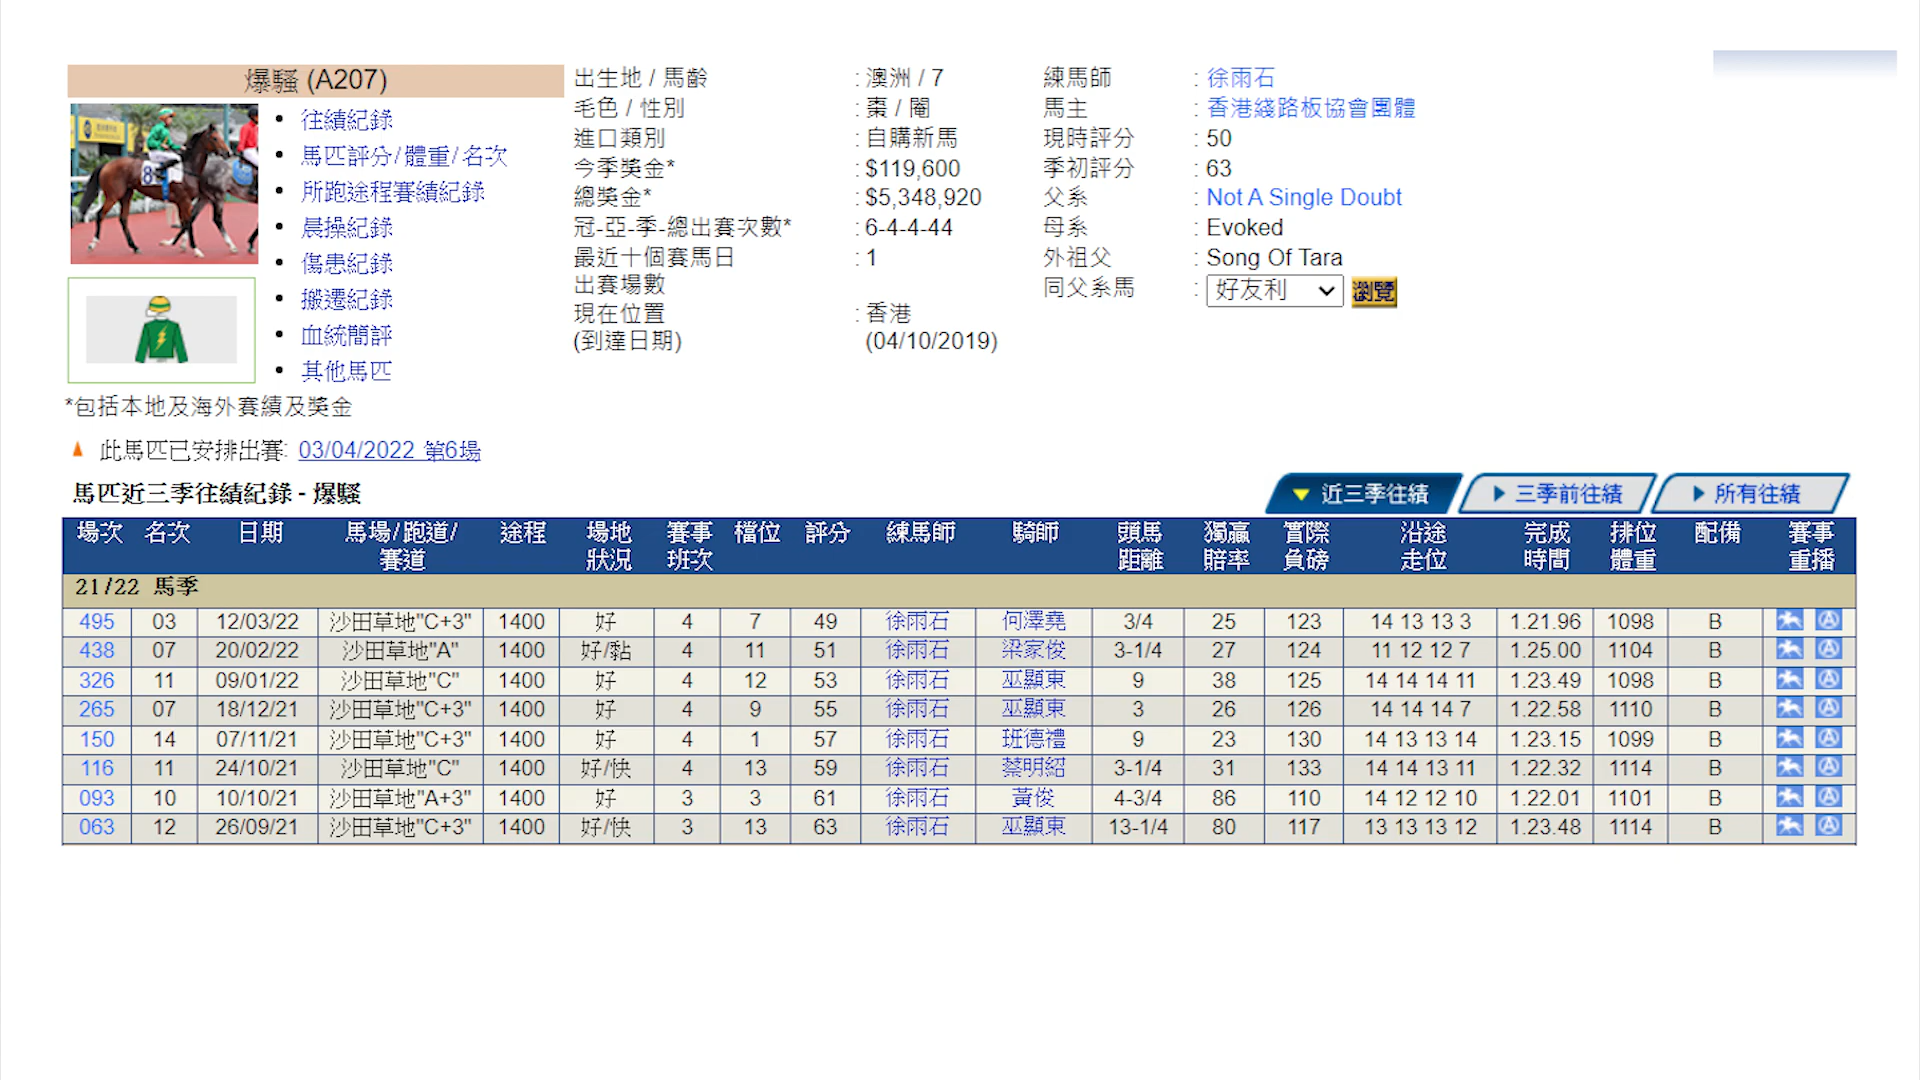 爆騷 (A207)
往績紀錄
馬匹評分/體重/名次
所跑途程賽績紀錄
晨操紀錄
傷患紀錄
搬遷紀錄
血統簡評
其他馬匹
出生地 / 馬齡 : 澳洲 / 7
毛色 / 性別 : 棗 / 閹
進口類別 : 自購新馬
今季獎金* : $119,600
總獎金* : $5,348,920
冠-亞-季-總出賽次數* : 6-4-4-44
最近十個賽馬日 : 1
出賽場數
現在位置 : 香港
(到達日期) (04/10/2019)
練馬師 : 徐雨石
馬主 : 香港綫路板協會團體
現時評分 : 50
季初評分 : 63
父系 : Not A Single Doubt
母系 : Evoked
外祖父 : Song Of Tara
同父系馬 : 好友利 瀏覽
*包括本地及海外賽績及獎金
此馬匹已安排出賽: 03/04/2022 第6場
馬匹近三季往績紀錄 - 爆騷
近三季往績 三季前往績 所有往績
場次 名次 日期 馬場/跑道/賽道 途程 場地狀況 賽事班次 檔位 評分 練馬師 騎師 頭馬距離 獨贏賠率 實際負磅 沿途走位 完成時間 排位體重 配備 賽事重播
21/22 馬季
495 03 12/03/22 沙田草地"C+3" 1400 好 4 7 49 徐雨石 何澤堯 3/4 25 123 14 13 13 3 1.21.96 1098 B
438 07 20/02/22 沙田草地"A" 1400 好/黏 4 11 51 徐雨石 梁家俊 3-1/4 27 124 11 12 12 7 1.25.00 1104 B
326 11 09/01/22 沙田草地"C" 1400 好 4 12 53 徐雨石 巫顯東 9 38 125 14 14 14 11 1.23.49 1098 B
265 07 18/12/21 沙田草地"C+3" 1400 好 4 9 55 徐雨石 巫顯東 3 26 126 14 14 14 7 1.22.58 1110 B
150 14 07/11/21 沙田草地"C+3" 1400 好 4 1 57 徐雨石 班德禮 9 23 130 14 13 13 14 1.23.15 1099 B
116 11 24/10/21 沙田草地"C" 1400 好/快 4 13 59 徐雨石 蔡明紹 3-1/4 31 133 14 14 13 11 1.22.32 1114 B
093 10 10/10/21 沙田草地"A+3" 1400 好 3 3 61 徐雨石 黃俊 4-3/4 86 110 14 12 12 10 1.22.01 1101 B
063 12 26/09/21 沙田草地"C+3" 1400 好/快 3 13 63 徐雨石 巫顯東 13-1/4 80 117 13 13 13 12 1.23.48 1114 B